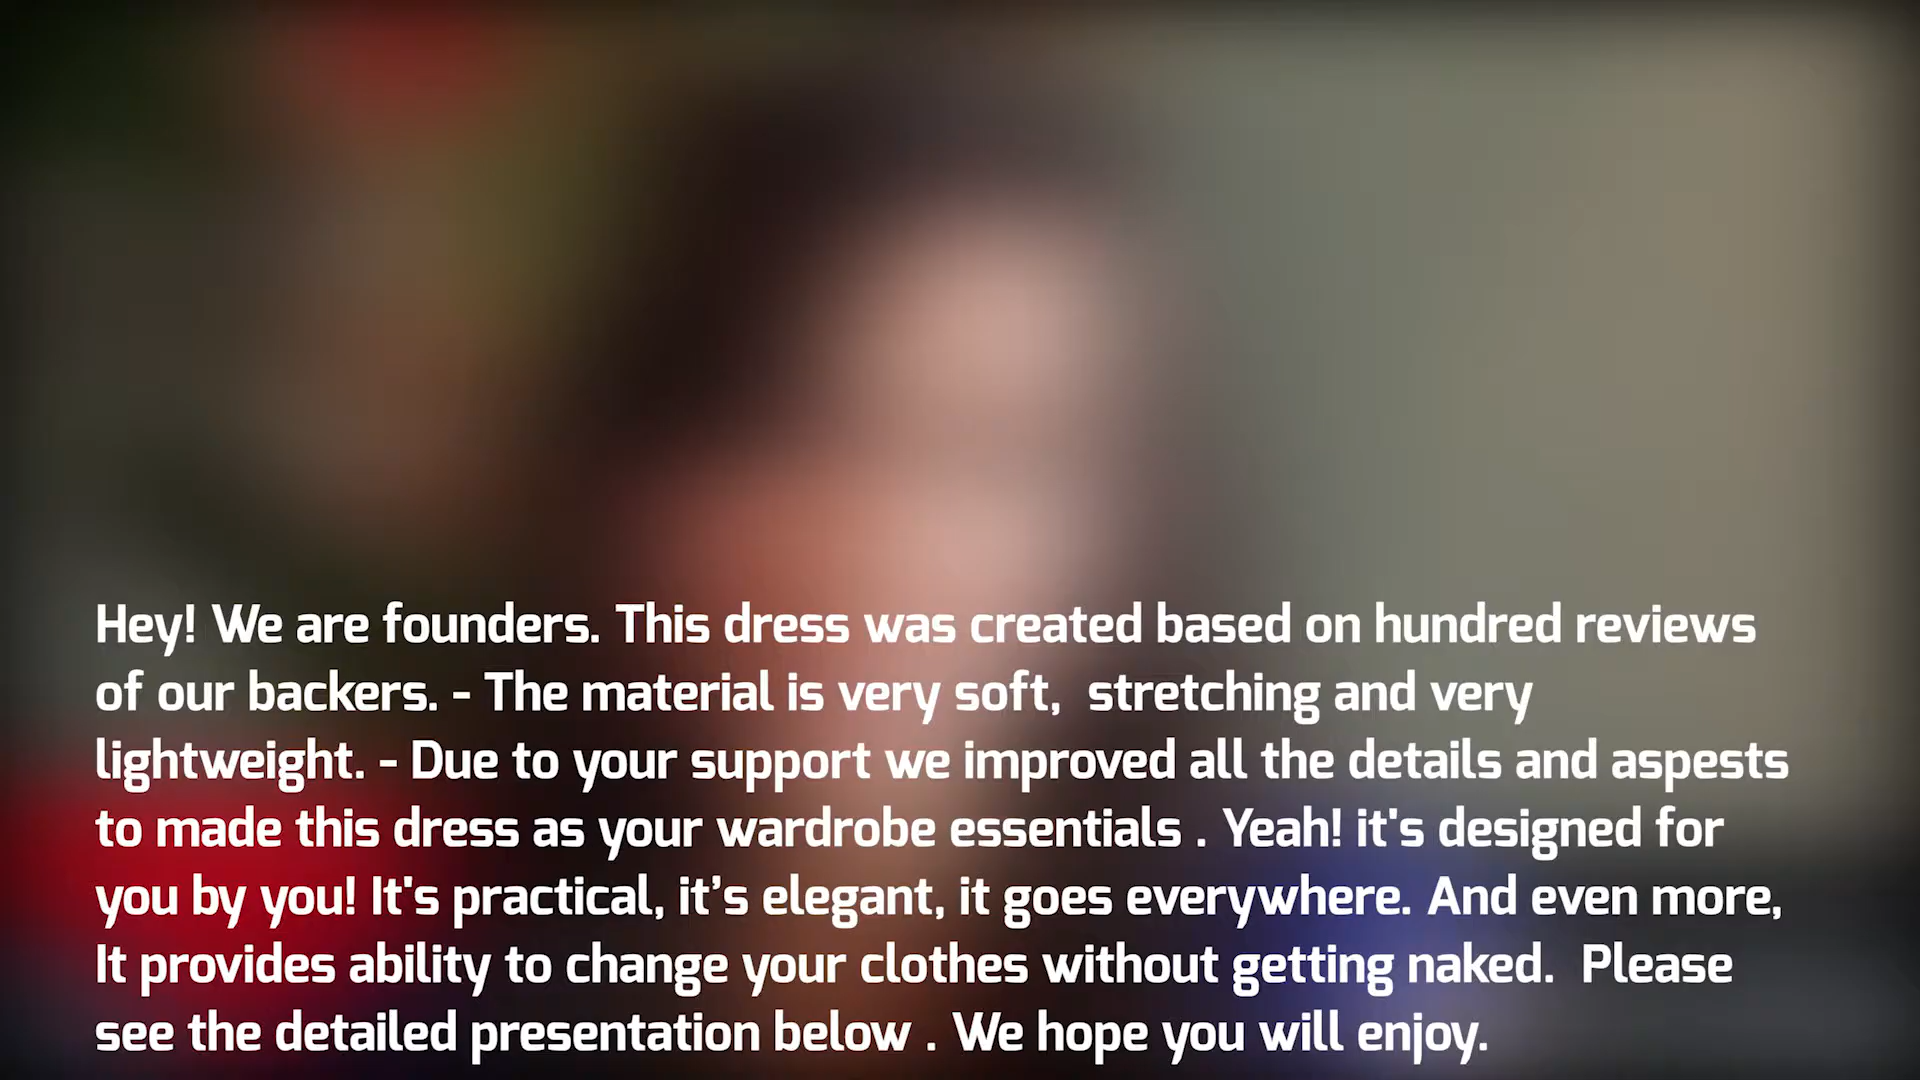 Hey! We are founders. This dress was created based on hundred reviews
of our backers. - The material is very soft,  stretching and very
lightweight. - Due to your support we improved all the details and aspests
to made this dress as your wardrobe essentials . Yeah! it's designed for
you by you! It's practical, it’s elegant, it goes everywhere. And even more,
It provides ability to change your clothes without getting naked.  Please
see the detailed presentation below . We hope you will enjoy.